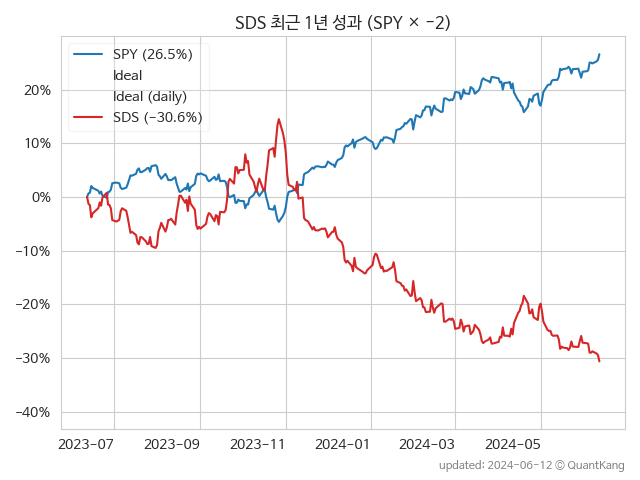 SDS 최근 1년 성과 (SPY × −2)
SPY (26.5%)
Ideal
Ideal (daily)
SDS (−30.6%)
20%
10%
0%
−10%
−20%
−30%
−40%
2023−07 2023−09 2023−11 2024−01 2024−03 2024−05
updated: 2024-06-12 © QuantKang